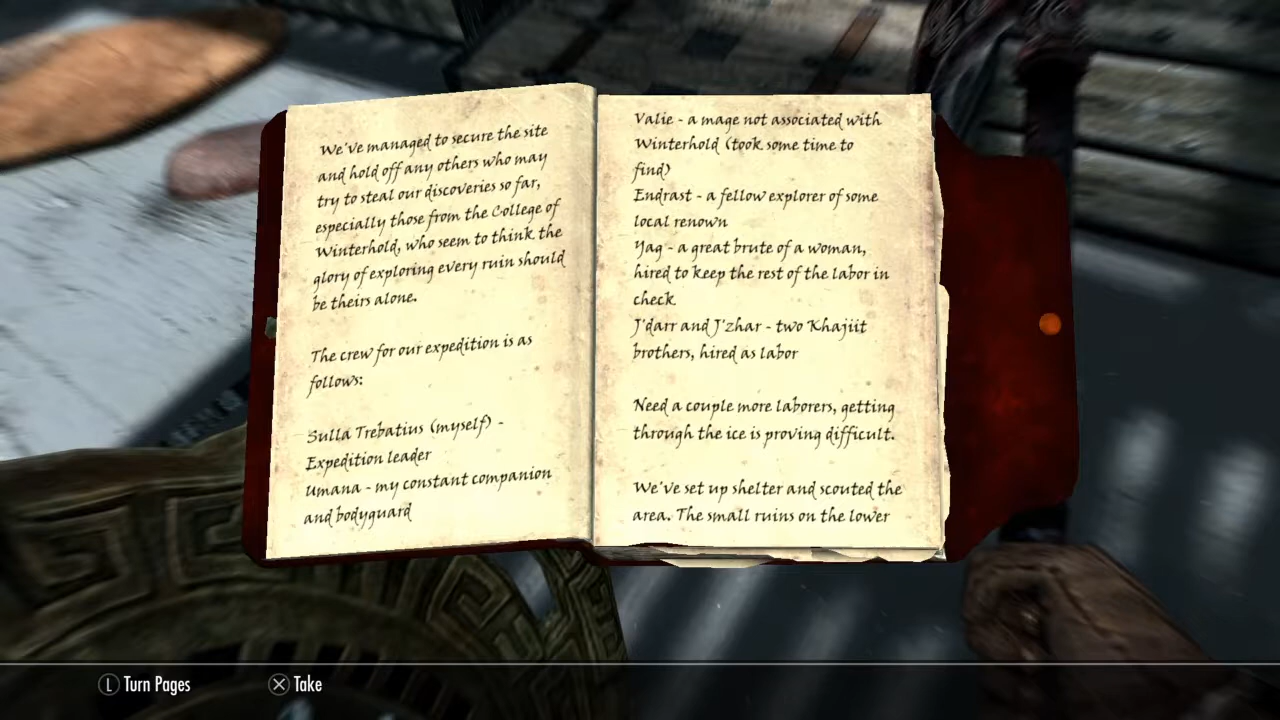 We've managed to secure the site
and hold off any others who may
try to steal our discoveries so far,
especially those from the College of
Winterhold, who seem to think the
glory of exploring every ruin should
be theirs alone.
The crew for our expedition is as
follows:
Sulla Trebatius (myself) -
Expedition leader
Umana - my constant companion
and bodyguard
Valie - a mage not associated with
Winterhold (took some time to
find)
Endrast - a fellow explorer of some
local renown
Yag - a great brute of a woman,
hired to keep the rest of the labor in
check
J'darr and J'zhar - two Khajiit
brothers, hired as labor
Need a couple more laborers, getting
through the ice is proving difficult.
We've set up shelter and scouted the
area. The small ruins on the lower
L Turn Pages
X Take